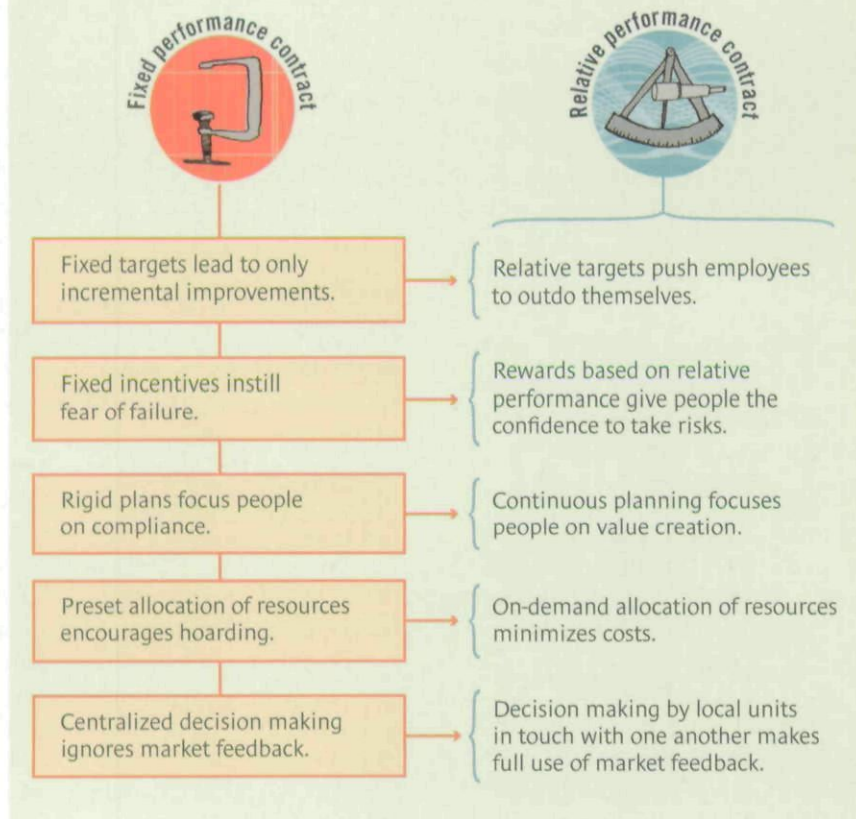 Fixed performance contract
Relative performance contract
Fixed targets lead to only
incremental improvements.
Relative targets push employees
to outdo themselves.
Fixed incentives instill
fear of failure.
Rewards based on relative
performance give people the
confidence to take risks.
Rigid plans focus people
on compliance.
Continuous planning focuses
people on value creation.
Preset allocation of resources
encourages hoarding.
On-demand allocation of resources
minimizes costs.
Centralized decision making
ignores market feedback.
Decision making by local units
in touch with one another makes
full use of market feedback.